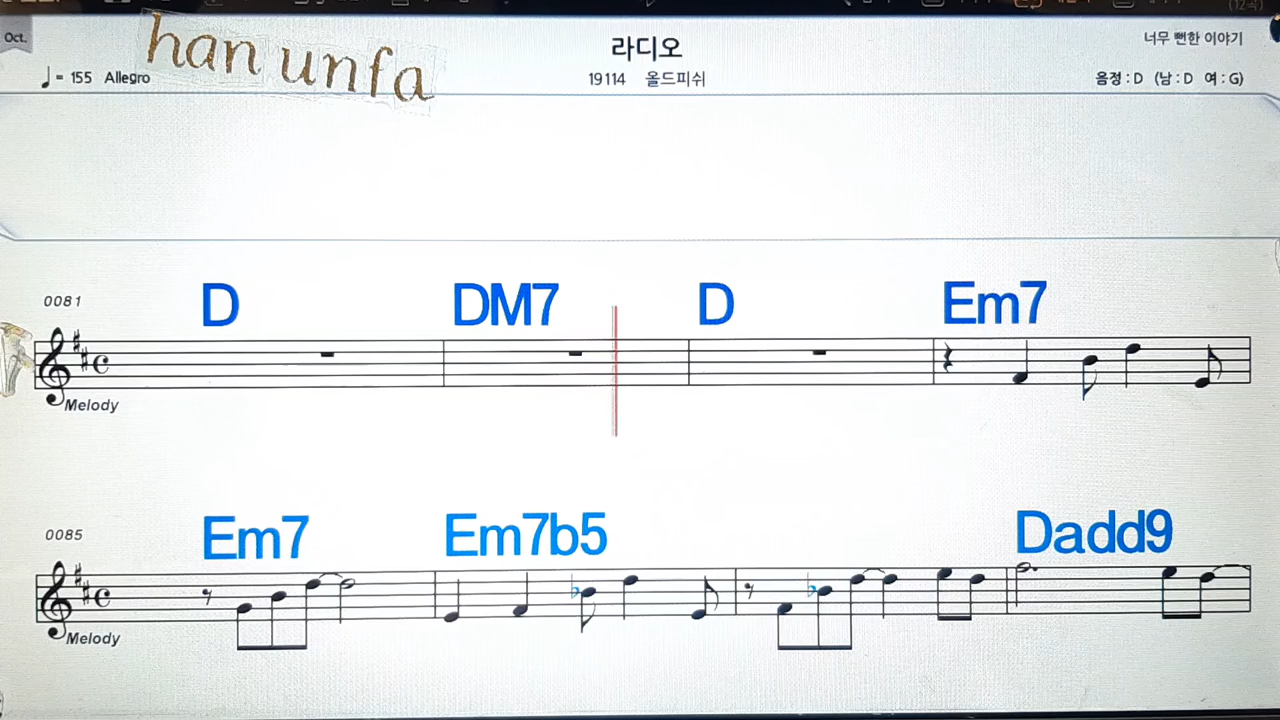 Oct.
han unfa
라디오
너무 뻔한 이야기
♩= 155 Allegro
19114 올드피쉬
음정 : D (남 : D 여 : G)
0081
D DM7 D Em7
Melody
0085
Em7 Em7b5 Dadd9
Melody